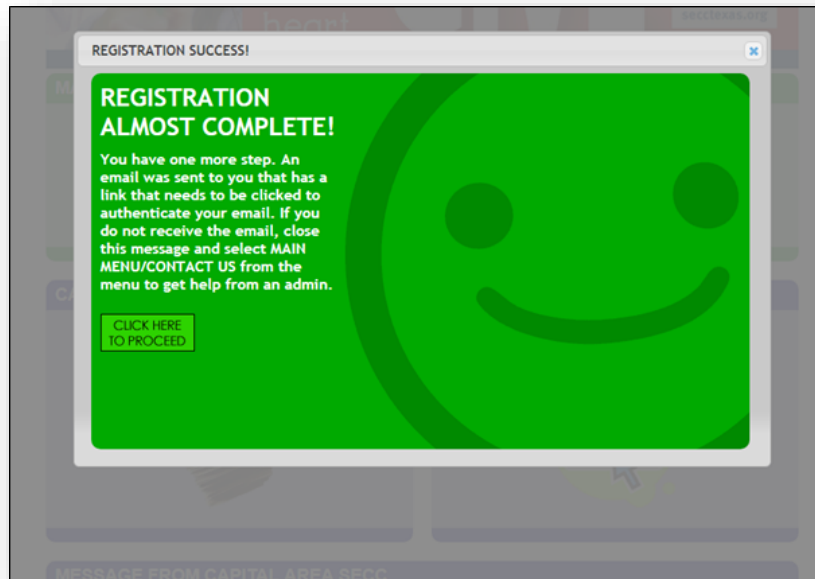 heart
secctexas.org
REGISTRATION SUCCESS!
REGISTRATION
ALMOST COMPLETE!
You have one more step. An
email was sent to you that has a
link that needs to be clicked to
authenticate your email. If you
do not receive the email, close
this message and select MAIN
MENU/CONTACT US from the
menu to get help from an admin.
CLICK HERE
TO PROCEED
MESSAGE FROM CAPITAL AREA SECC